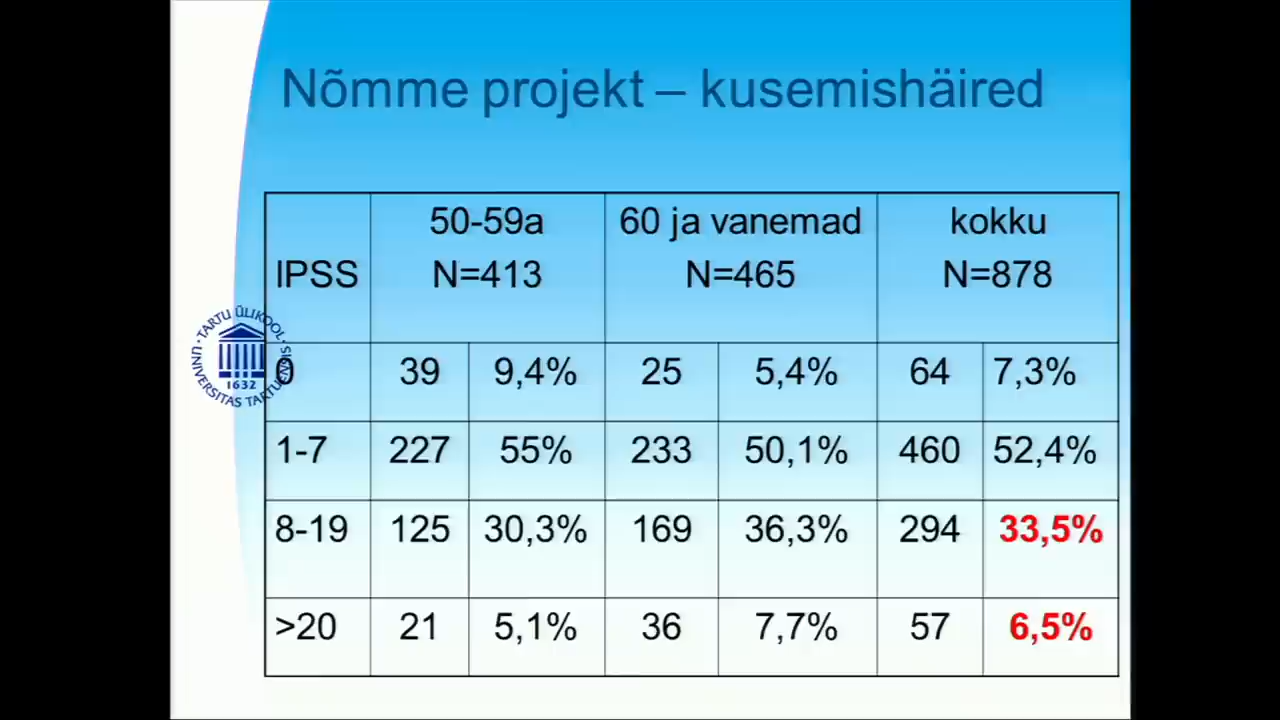 Nõmme projekt – kusemishäired
IPSS 50-59a N=413 60 ja vanemad N=465 kokku N=878
0 39 9,4% 25 5,4% 64 7,3%
1-7 227 55% 233 50,1% 460 52,4%
8-19 125 30,3% 169 36,3% 294 33,5%
>20 21 5,1% 36 7,7% 57 6,5%
TARTU ÜLIKOOL
UNIVERSITAS TARTUENSIS
1632